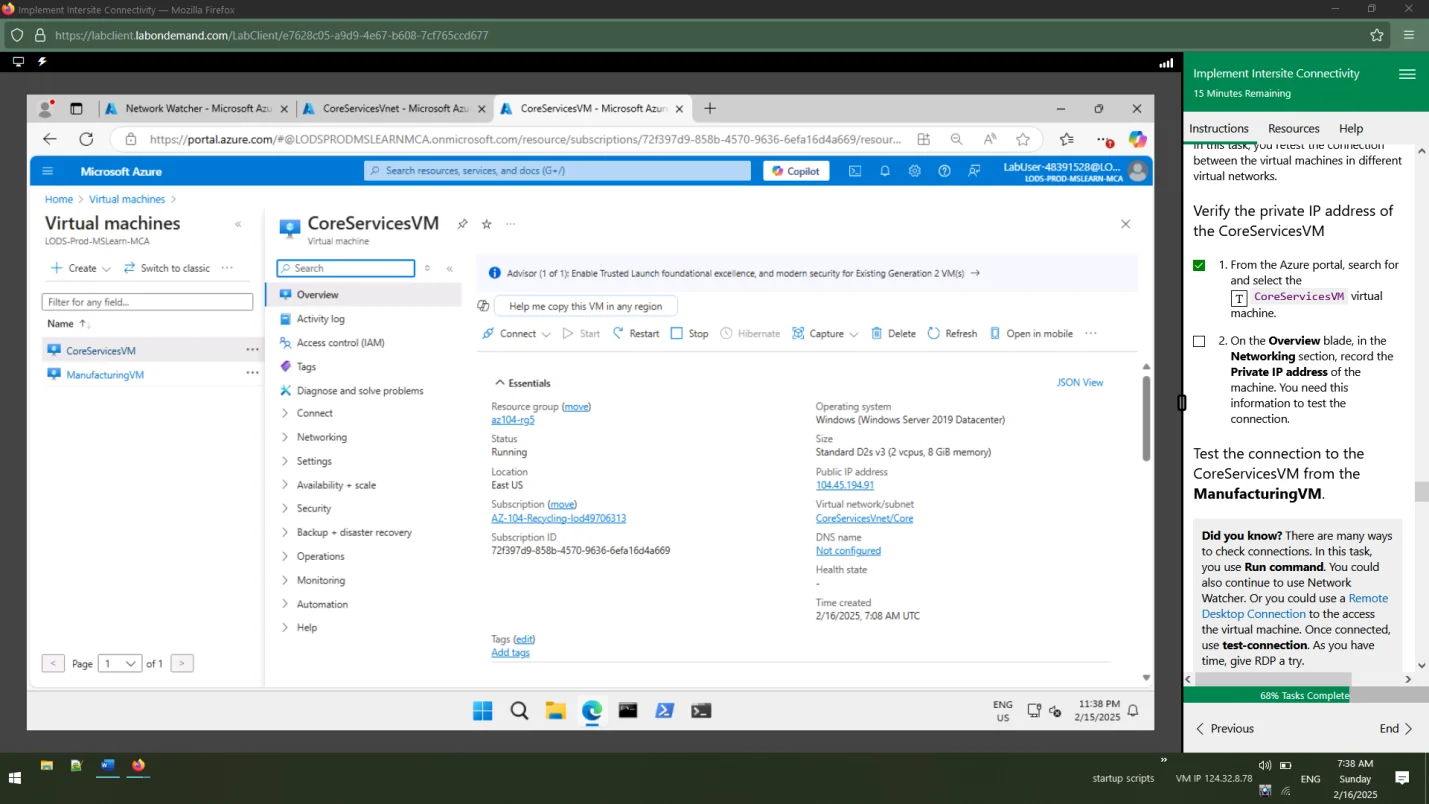 Implement Intersite Connectivity — Mozilla Firefox
https://labclient.labondemand.com/LabClient/e7628c05-a9d9-4e67-b608-7cf765ccd677
Network Watcher - Microsoft Azu
CoreServicesVnet - Microsoft Azu
CoreServicesVM - Microsoft Azur
https://portal.azure.com/#@LODSPRODMSLEARNMCA.onmicrosoft.com/resource/subscriptions/72f397d9-858b-4570-9636-6efa16d4a669/resour...
Microsoft Azure
Search resources, services, and docs (G+/)
Copilot
LabUser-48391528@LO...
LODS-PROD-MSLEARN-MCA
Home > Virtual machines >
Virtual machines
LODS-Prod-MSLearn-MCA
Create
Switch to classic
Filter for any field...
Name
CoreServicesVM
ManufacturingVM
< Page 1 of 1 >
CoreServicesVM
Virtual machine
Search
Overview
Activity log
Access control (IAM)
Tags
Diagnose and solve problems
Connect
Networking
Settings
Availability + scale
Security
Backup + disaster recovery
Operations
Monitoring
Automation
Help
Advisor (1 of 1): Enable Trusted Launch foundational excellence, and modern security for Existing Generation 2 VM(s) →
Help me copy this VM in any region
Connect
Start
Restart
Stop
Hibernate
Capture
Delete
Refresh
Open in mobile
Essentials
JSON View
Resource group (move)
az104-rg5
Status
Running
Location
East US
Subscription (move)
AZ-104-Recycling-lod49706313
Subscription ID
72f397d9-858b-4570-9636-6efa16d4a669
Operating system
Windows (Windows Server 2019 Datacenter)
Size
Standard D2s v3 (2 vcpus, 8 GiB memory)
Public IP address
104.45.194.91
Virtual network/subnet
CoreServicesVnet/Core
DNS name
Not configured
Health state
-
Time created
2/16/2025, 7:08 AM UTC
Tags (edit)
Add tags
ENG
US
11:38 PM
2/15/2025
Implement Intersite Connectivity
15 Minutes Remaining
Instructions
Resources
Help
In this task, you retest the connection
between the virtual machines in different
virtual networks.
Verify the private IP address of
the CoreServicesVM
1. From the Azure portal, search for
and select the
T CoreServicesVM virtual
machine.
2. On the Overview blade, in the
Networking section, record the
Private IP address of the
machine. You need this
information to test the
connection.
Test the connection to the
CoreServicesVM from the
ManufacturingVM.
Did you know? There are many ways
to check connections. In this task,
you use Run command. You could
also continue to use Network
Watcher. Or you could use a Remote
Desktop Connection to the access
the virtual machine. Once connected,
use test-connection. As you have
time, give RDP a try.
68% Tasks Complete
Previous
End
startup scripts
VM IP 124.32.8.78
ENG
7:38 AM
Sunday
2/16/2025